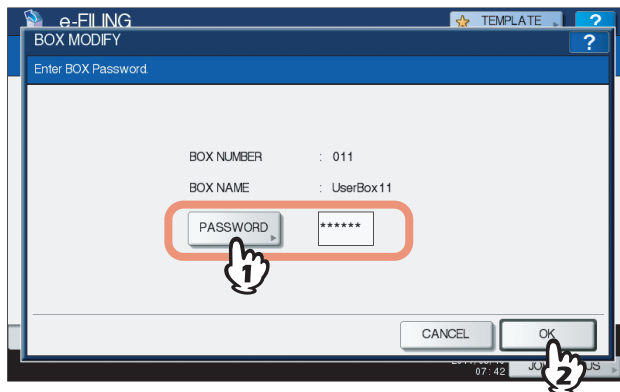 e-FILING
TEMPLATE
?
BOX MODIFY
?
Enter BOX Password.
BOX NUMBER : 011
BOX NAME : UserBox11
PASSWORD ******
1
CANCEL
OK
07:42
2